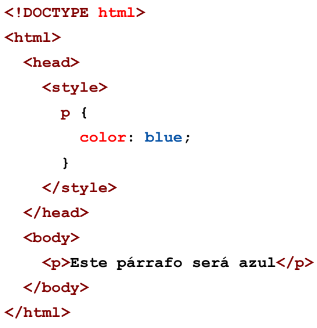 <!DOCTYPE html>
<html>
  <head>
    <style>
      p {
        color: blue;
      }
    </style>
  </head>
  <body>
    <p>Este párrafo será azul</p>
  </body>
</html>